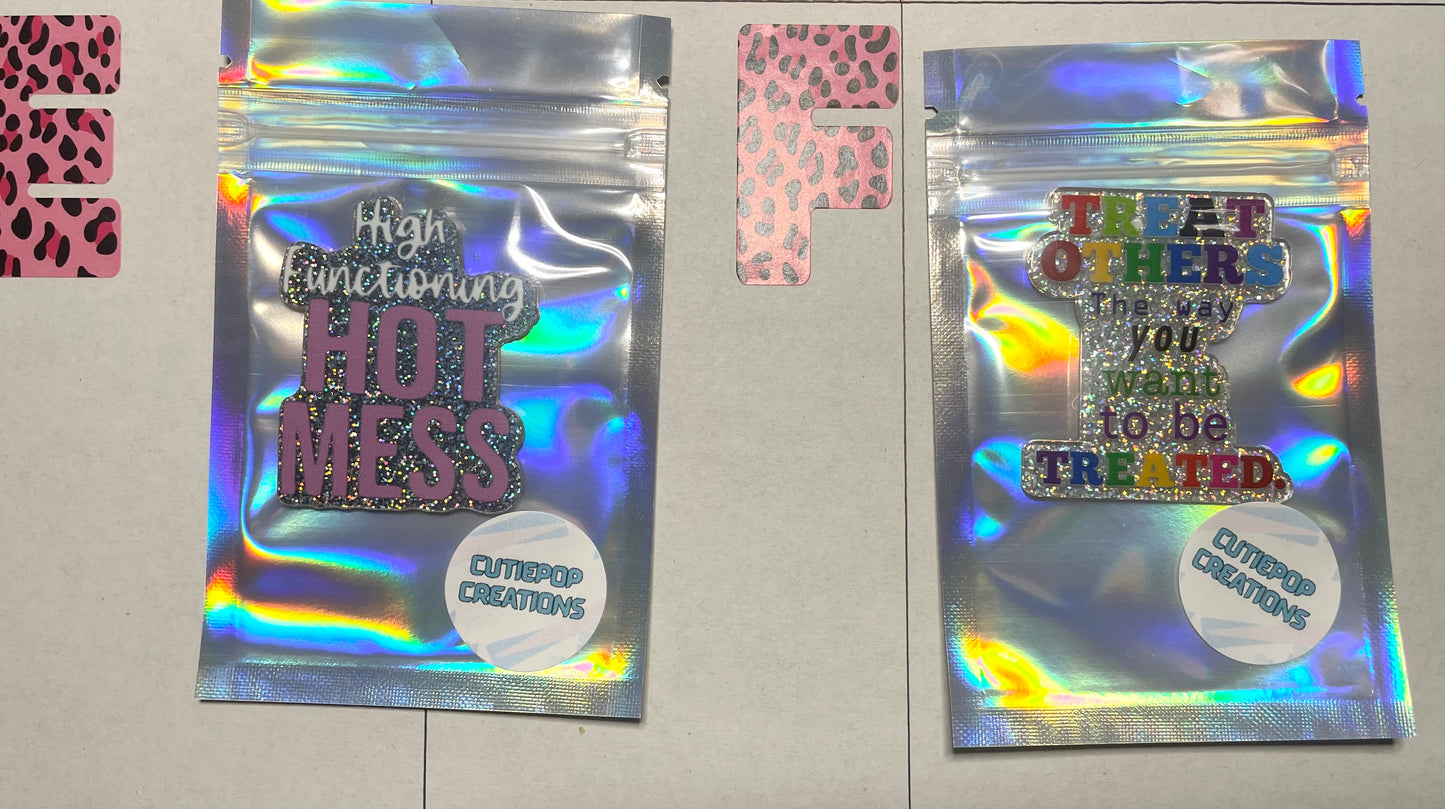 E
High
Functioning
HOT
MESS
CUTIEPOP
CREATIONS
F
TREAT
OTHERS
The way
you
want
to be
TREATED.
CUTIEPOP
CREATIONS